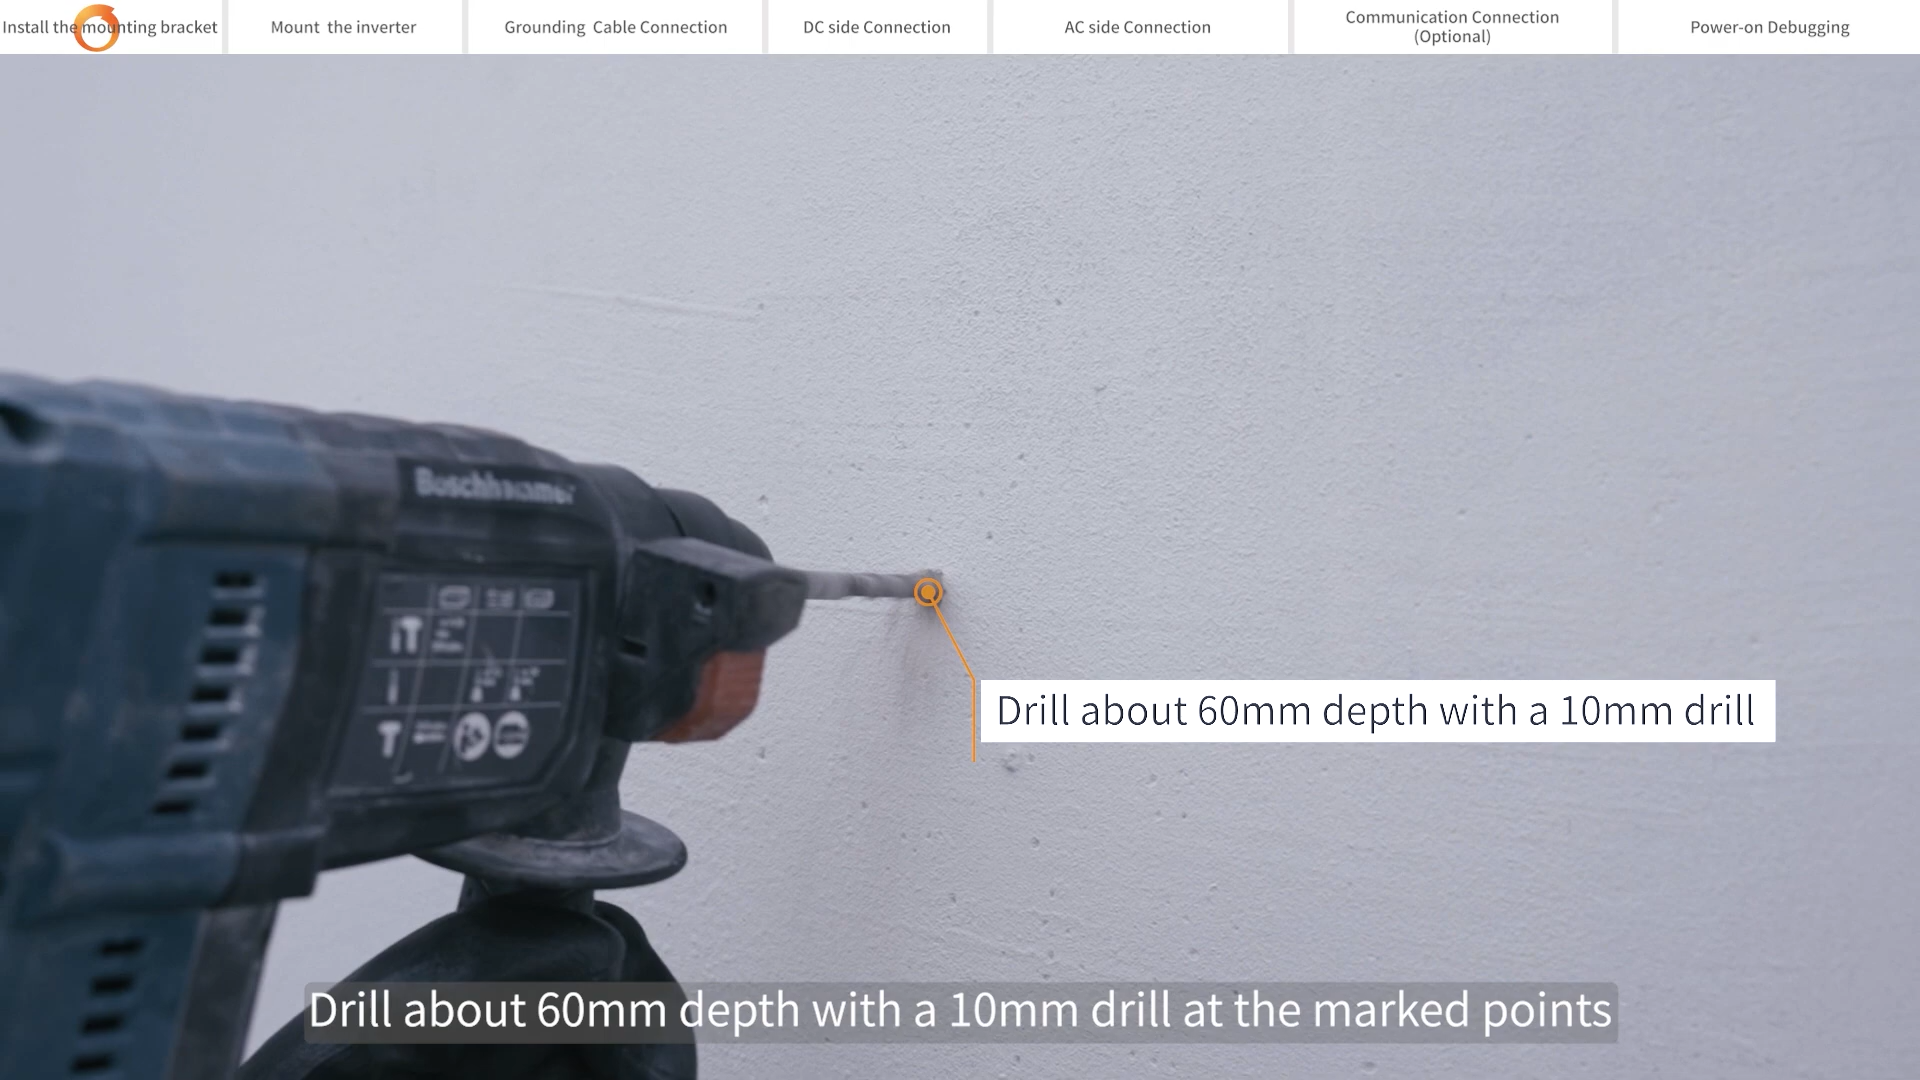 Install the mounting bracket
Mount the inverter
Grounding Cable Connection
DC side Connection
AC side Connection
Communication Connection
(Optional)
Power-on Debugging
Buschhammer
Drill about 60mm depth with a 10mm drill
Drill about 60mm depth with a 10mm drill at the marked points